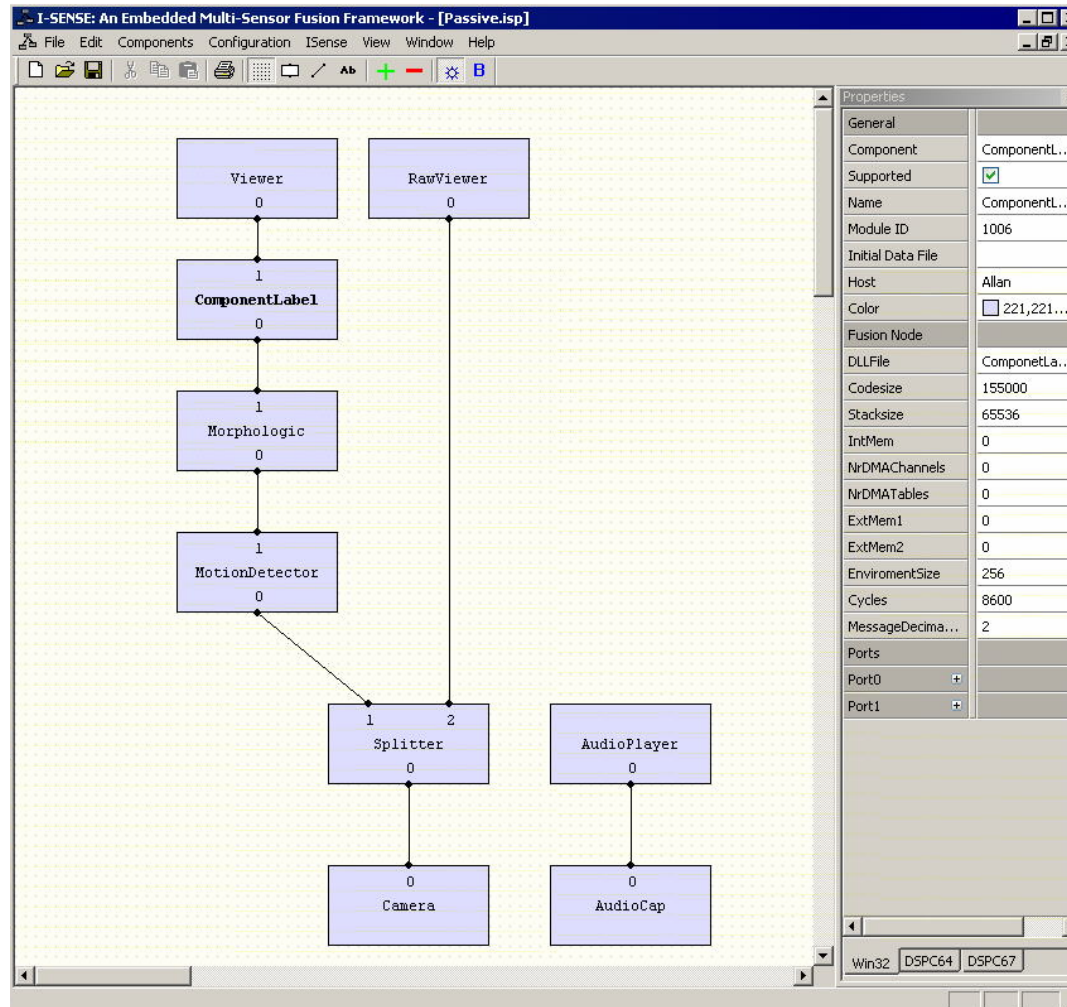 I-SENSE: An Embedded Multi-Sensor Fusion Framework - [Passive.isp]
File Edit Components Configuration ISense View Window Help
Ab B
Viewer
0
RawViewer
0
1
ComponentLabel
0
1
Morphologic
0
1
MotionDetector
0
1 2
Splitter
0
AudioPlayer
0
0
Camera
0
AudioCap
Properties
General
Component ComponentL...
Supported
Name ComponentL...
Module ID 1006
Initial Data File
Host Allan
Color 221,221...
Fusion Node
DLLFile ComponetLa...
Codesize 155000
Stacksize 65536
IntMem 0
NrDMAChannels 0
NrDMATables 0
ExtMem1 0
ExtMem2 0
EnviromentSize 256
Cycles 8600
MessageDecima... 2
Ports
Port0
Port1
Win32 DSPC64 DSPC67